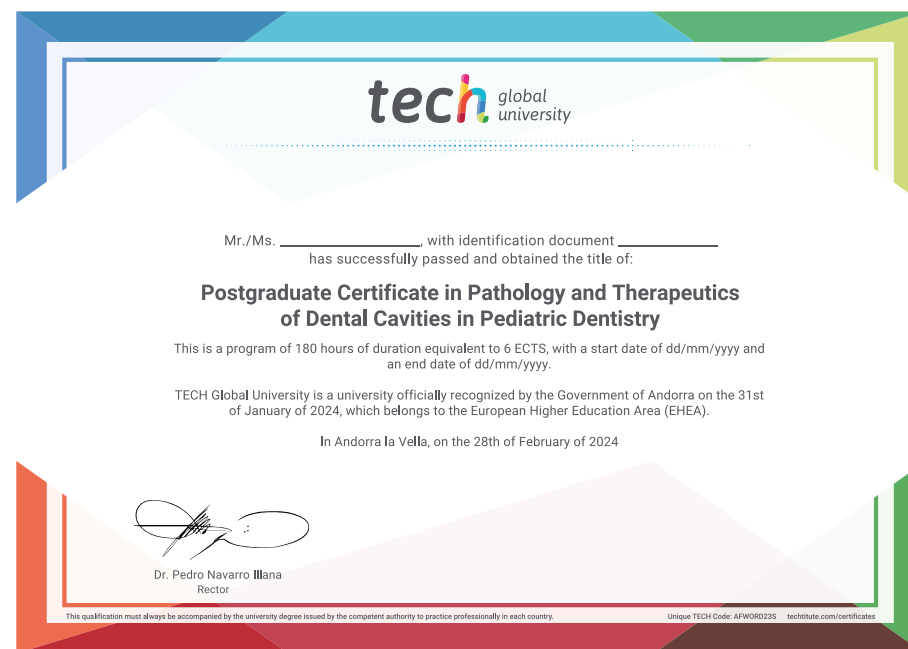 tech global
university
Mr./Ms. ____________, with identification document ____________
has successfully passed and obtained the title of:
Postgraduate Certificate in Pathology and Therapeutics
of Dental Cavities in Pediatric Dentistry
This is a program of 180 hours of duration equivalent to 6 ECTS, with a start date of dd/mm/yyyy and
an end date of dd/mm/yyyy.
TECH Global University is a university officially recognized by the Government of Andorra on the 31st
of January of 2024, which belongs to the European Higher Education Area (EHEA).
In Andorra la Vella, on the 28th of February of 2024
Dr. Pedro Navarro Illana
Rector
This qualification must always be accompanied by the university degree issued by the competent authority to practice professionally in each country.
Unique TECH Code: AFWORD23S techtitute.com/certificates